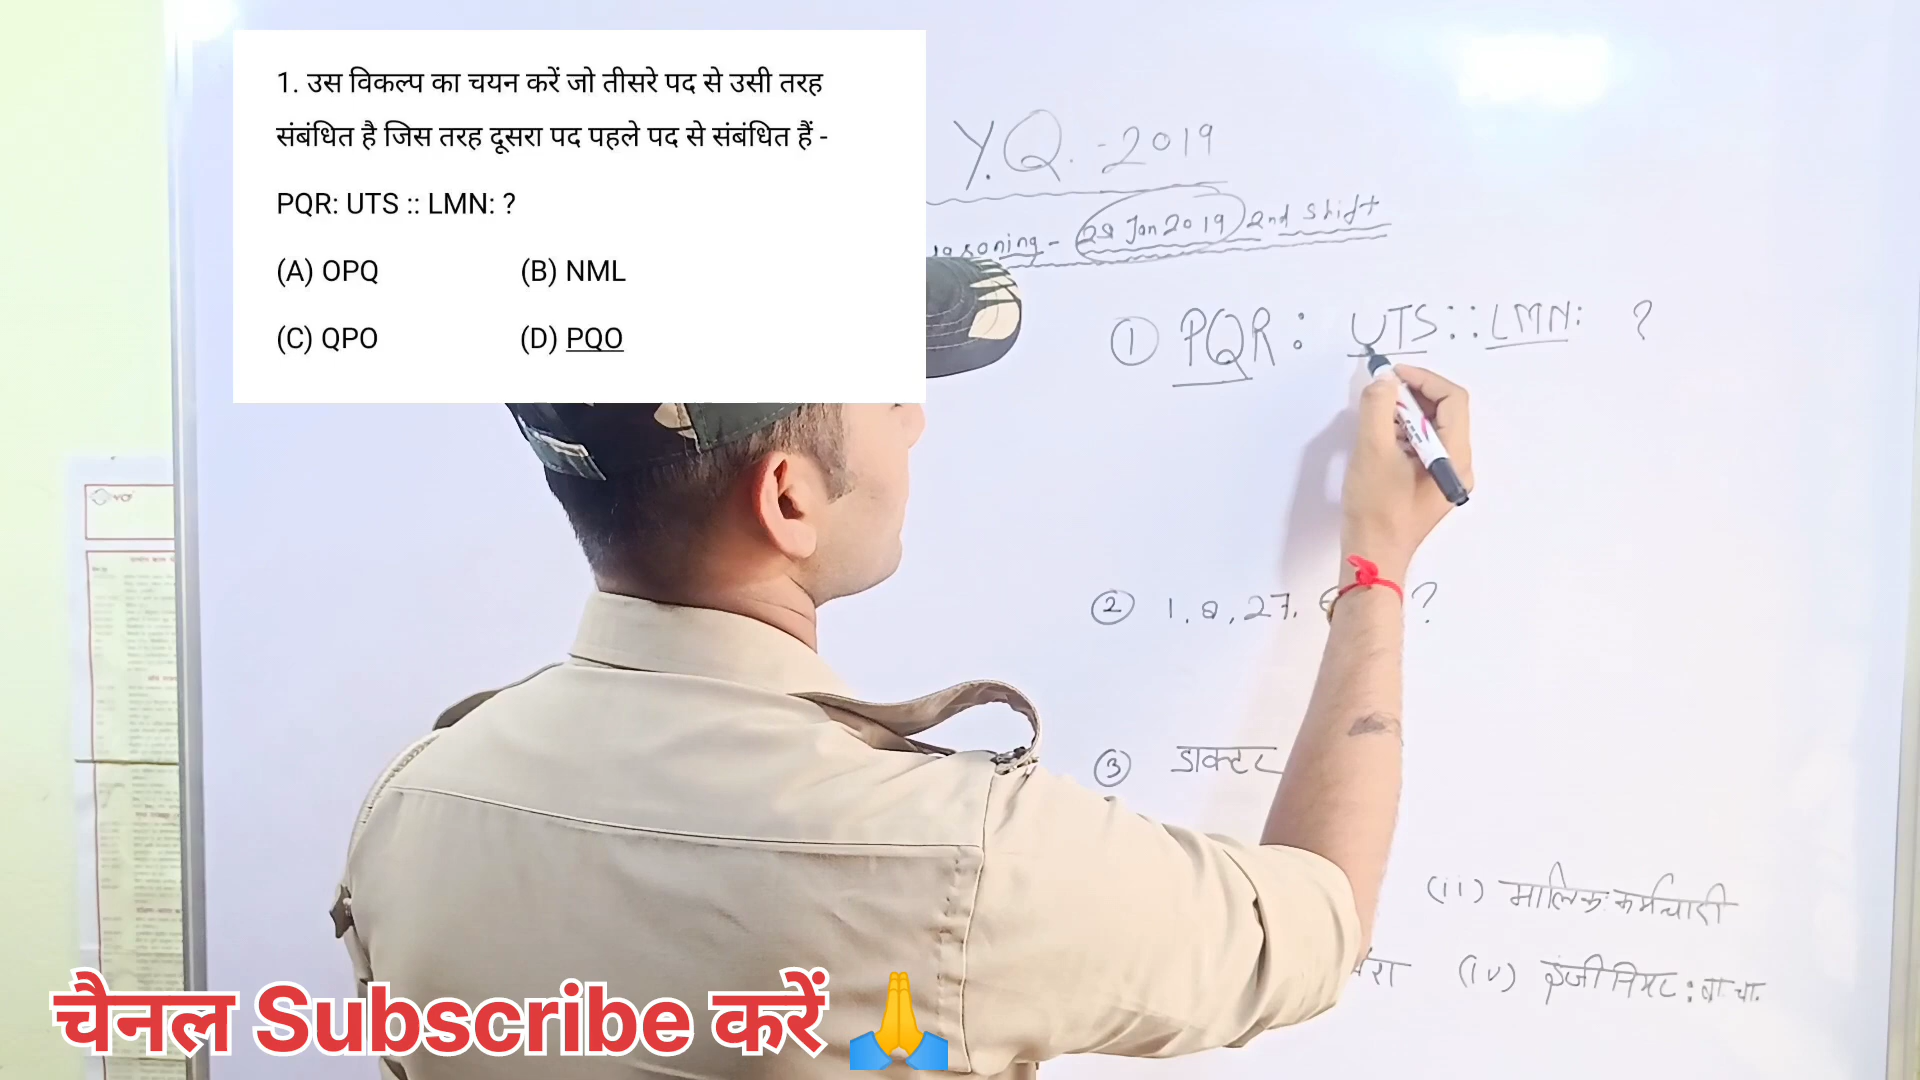 1. उस विकल्प का चयन करें जो तीसरे पद से उसी तरह
संबंधित है जिस तरह दूसरा पद पहले पद से संबंधित हैं -
PQR: UTS :: LMN: ?
(A) OPQ (B) NML
(C) QPO (D) PQO
Y.Q. - 2019
29 Jan 2019 2nd Shift
① PQR : UTS :: LMN: ?
② 1, 8, 27, ?
③ डाक्टर
(ii) मालिक : कर्मचारी
(iv) इंजीनियर :
चैनल Subscribe करें 🙏